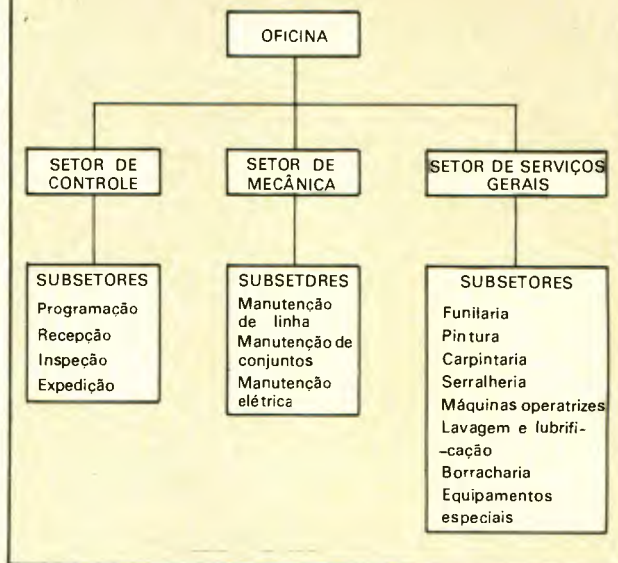 OFICINA
SETOR DE
CONTROLE
SETOR DE
MECÂNICA
SETOR DE SERVIÇOS
GERAIS
SUBSETORES
Programação
Recepção
Inspeção
Expedição
SUBSETDRES
Manutenção
de linha
Manutenção de
conjuntos
Manutenção
elétrica
SUBSETORES
Funilaria
Pintura
Carpintaria
Serralheria
Máquinas operatrizes
Lavagem e lubrifi-
-cação
Borracharia
Equipamentos
especiais